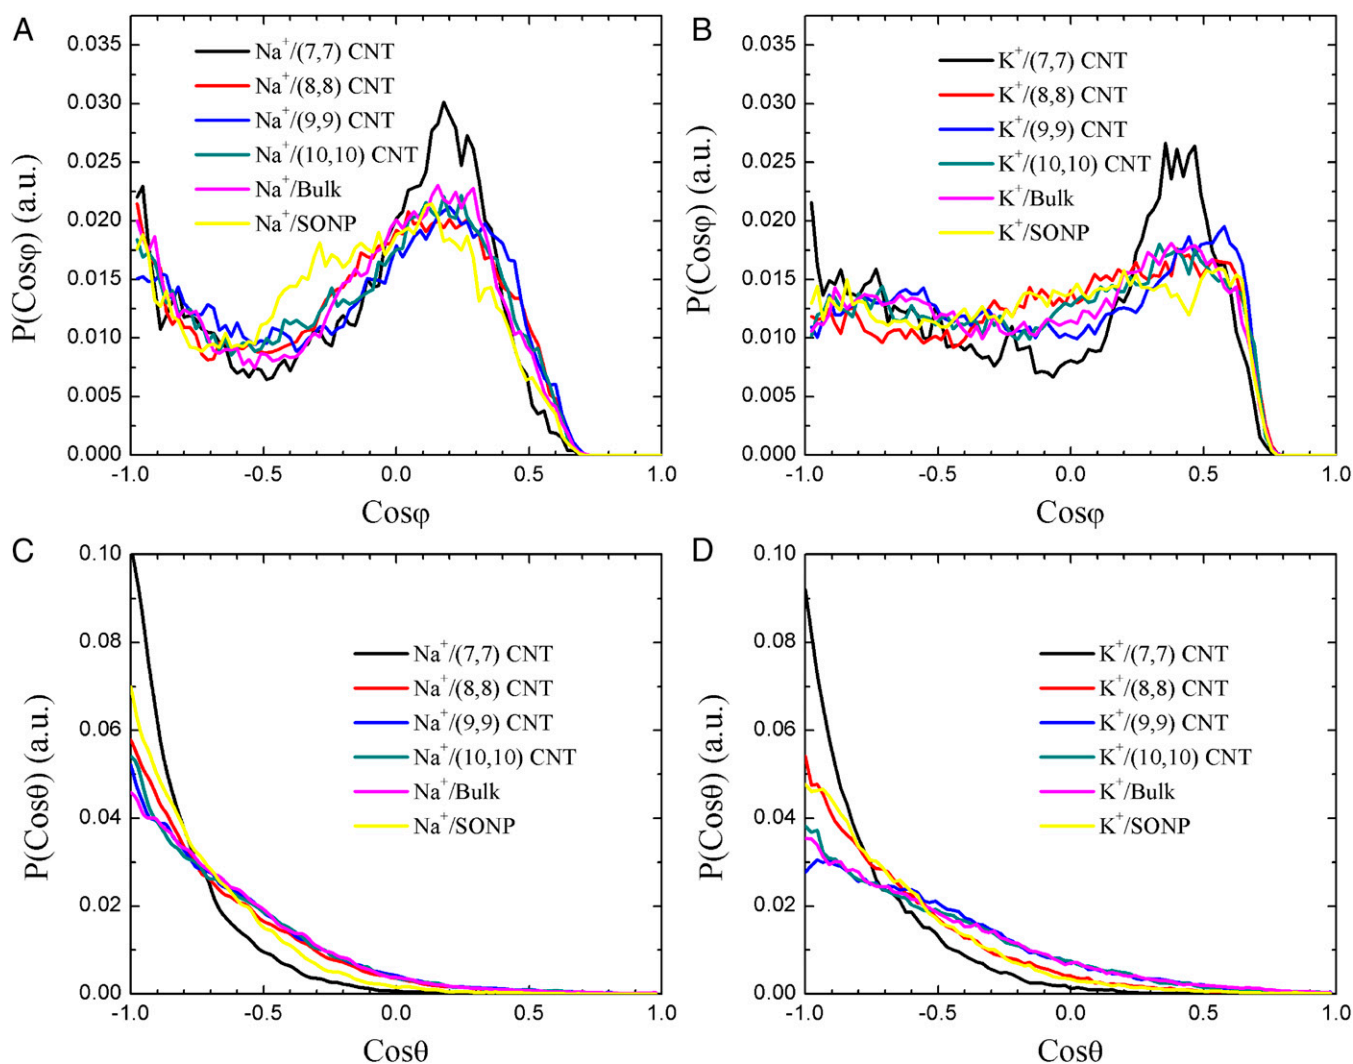 A
P(Cosφ) (a.u.)
0.035
0.030
0.025
0.020
0.015
0.010
0.005
0.000
Na⁺/(7,7) CNT
Na⁺/(8,8) CNT
Na⁺/(9,9) CNT
Na⁺/(10,10) CNT
Na⁺/Bulk
Na⁺/SONP
-1.0 -0.5 0.0 0.5 1.0
Cosφ
B
P(Cosφ) (a.u.)
0.035
0.030
0.025
0.020
0.015
0.010
0.005
0.000
K⁺/(7,7) CNT
K⁺/(8,8) CNT
K⁺/(9,9) CNT
K⁺/(10,10) CNT
K⁺/Bulk
K⁺/SONP
-1.0 -0.5 0.0 0.5 1.0
Cosφ
C
P(Cosθ) (a.u.)
0.10
0.08
0.06
0.04
0.02
0.00
Na⁺/(7,7) CNT
Na⁺/(8,8) CNT
Na⁺/(9,9) CNT
Na⁺/(10,10) CNT
Na⁺/Bulk
Na⁺/SONP
-1.0 -0.5 0.0 0.5 1.0
Cosθ
D
P(Cosθ) (a.u.)
0.10
0.08
0.06
0.04
0.02
0.00
K⁺/(7,7) CNT
K⁺/(8,8) CNT
K⁺/(9,9) CNT
K⁺/(10,10) CNT
K⁺/Bulk
K⁺/SONP
-1.0 -0.5 0.0 0.5 1.0
Cosθ